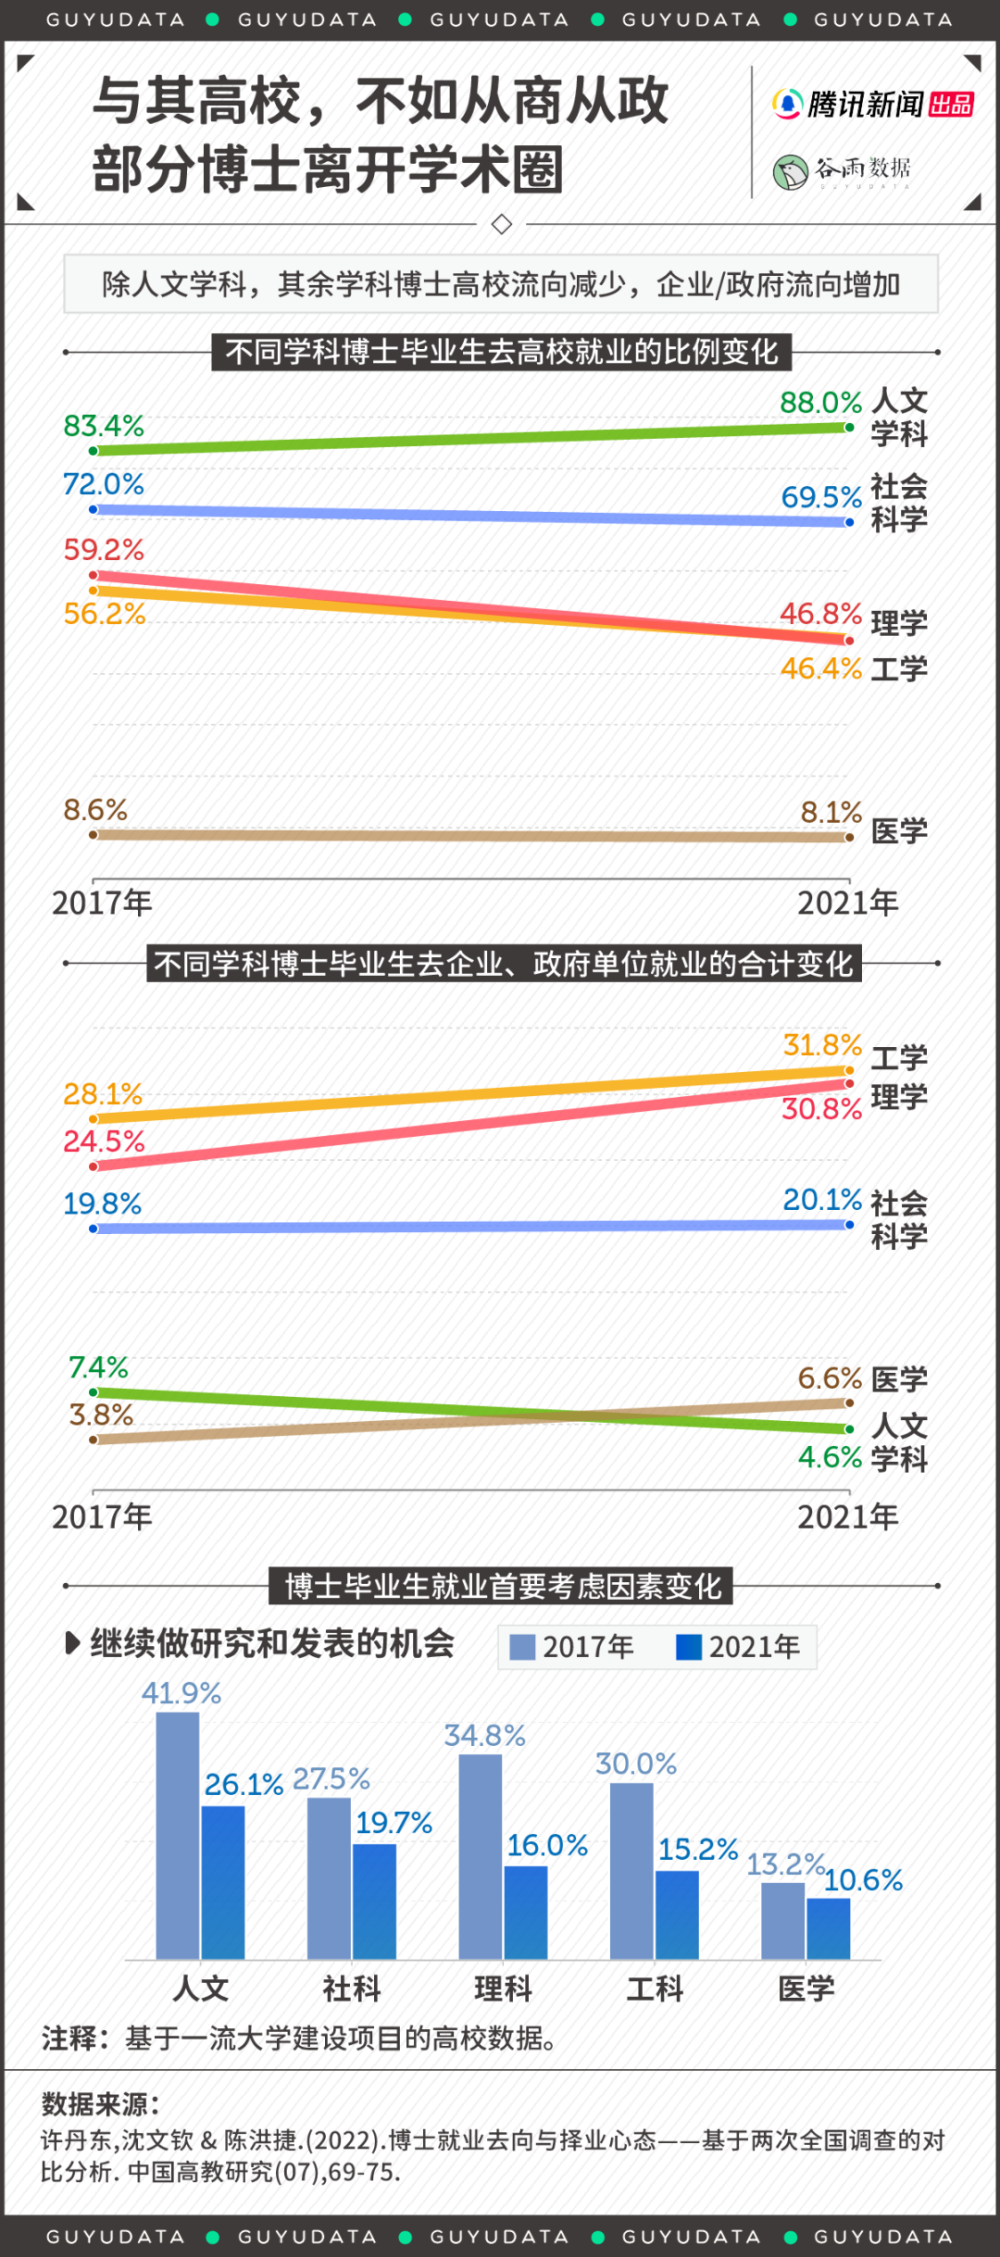 GUYUDATA GUYUDATA GUYUDATA GUYUDATA GUYUDATA
与其高校，不如从商从政
部分博士离开学术圈
腾讯新闻 出品
谷雨数据
GUYUDATA
除人文学科，其余学科博士高校流向减少，企业/政府流向增加
不同学科博士毕业生去高校就业的比例变化
83.4%
88.0% 人文
学科
72.0%
69.5% 社会
科学
59.2%
56.2%
46.8% 理学
46.4% 工学
8.6%
8.1% 医学
2017年
2021年
不同学科博士毕业生去企业、政府单位就业的合计变化
28.1%
31.8% 工学
24.5%
30.8% 理学
19.8%
20.1% 社会
科学
7.4%
3.8%
6.6% 医学
人文
4.6% 学科
2017年
2021年
博士毕业生就业首要考虑因素变化
继续做研究和发表的机会
2017年 2021年
41.9% 26.1%
27.5% 19.7%
34.8% 16.0%
30.0% 15.2%
13.2% 10.6%
人文 社科 理科 工科 医学
注释：基于一流大学建设项目的高校数据。
数据来源：
许丹东,沈文钦 & 陈洪捷.(2022).博士就业去向与择业心态——基于两次全国调查的对
比分析. 中国高教研究(07),69-75.
GUYUDATA GUYUDATA GUYUDATA GUYUDATA GUYUDATA